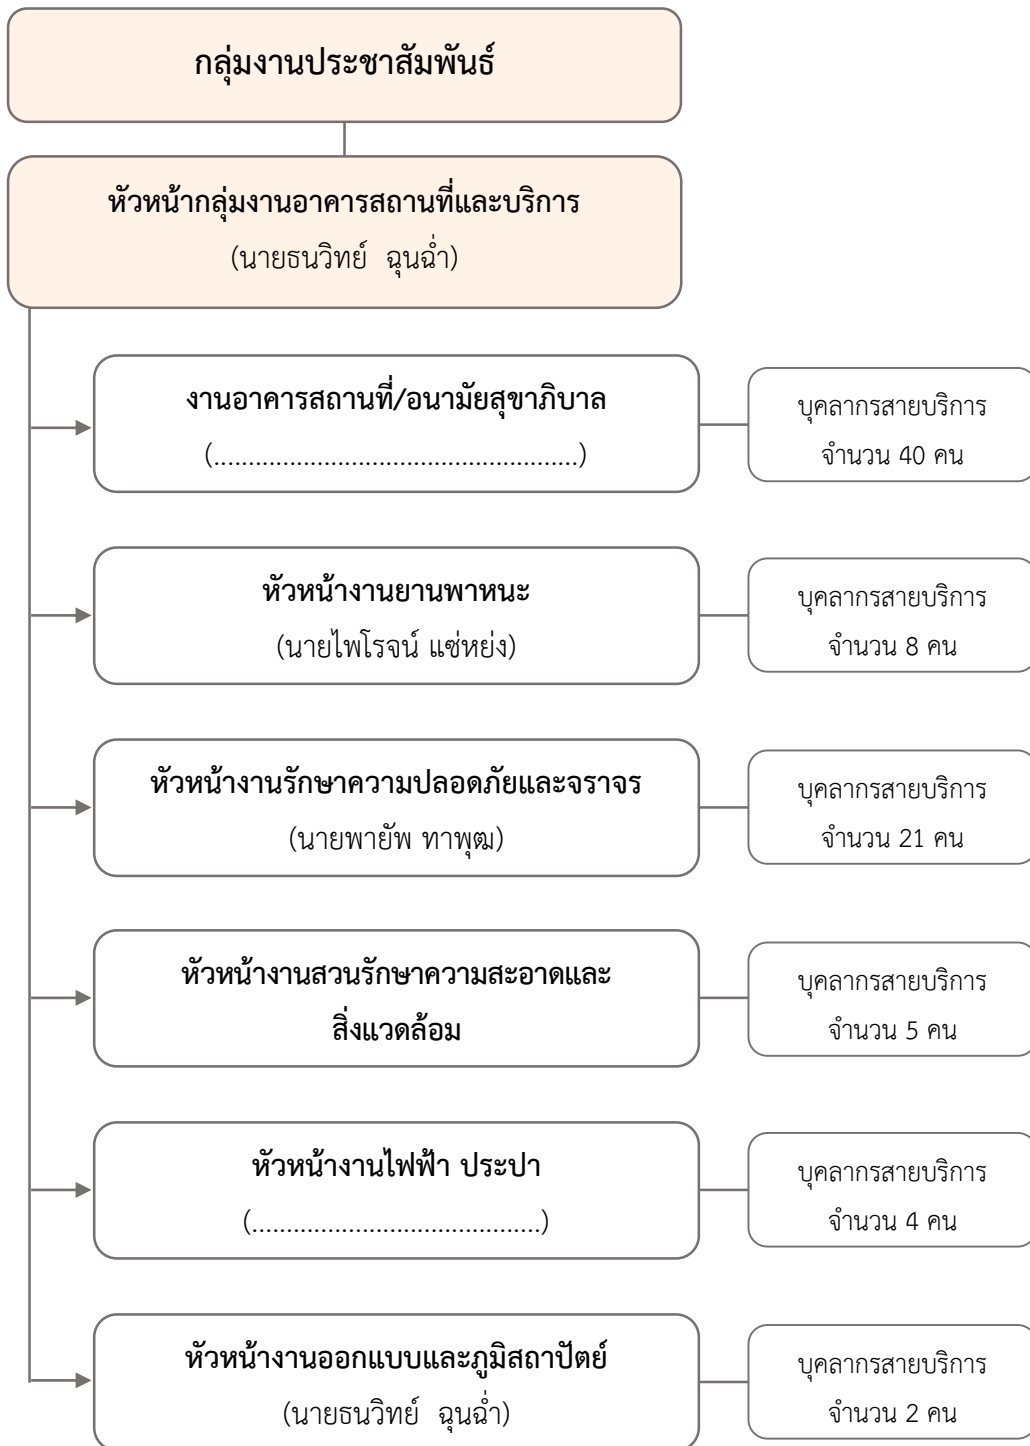 กลุ่มงานประชาสัมพันธ์
หัวหน้ากลุ่มงานอาคารสถานที่และบริการ
(นายธนวิทย์  ฉุนฉ่ำ)
งานอาคารสถานที่/อนามัยสุขาภิบาล
(.....................................................)
บุคลากรสายบริการ
จำนวน 40 คน
หัวหน้างานยานพาหนะ
(นายไพโรจน์ แซ่หย่ง)
บุคลากรสายบริการ
จำนวน 8 คน
หัวหน้างานรักษาความปลอดภัยและจราจร
(นายพายัพ ทาพุฒ)
บุคลากรสายบริการ
จำนวน 21 คน
หัวหน้างานสวนรักษาความสะอาดและ
สิ่งแวดล้อม
บุคลากรสายบริการ
จำนวน 5 คน
หัวหน้างานไฟฟ้า ประปา
(..........................................)
บุคลากรสายบริการ
จำนวน 4 คน
หัวหน้างานออกแบบและภูมิสถาปัตย์
(นายธนวิทย์  ฉุนฉ่ำ)
บุคลากรสายบริการ
จำนวน 2 คน